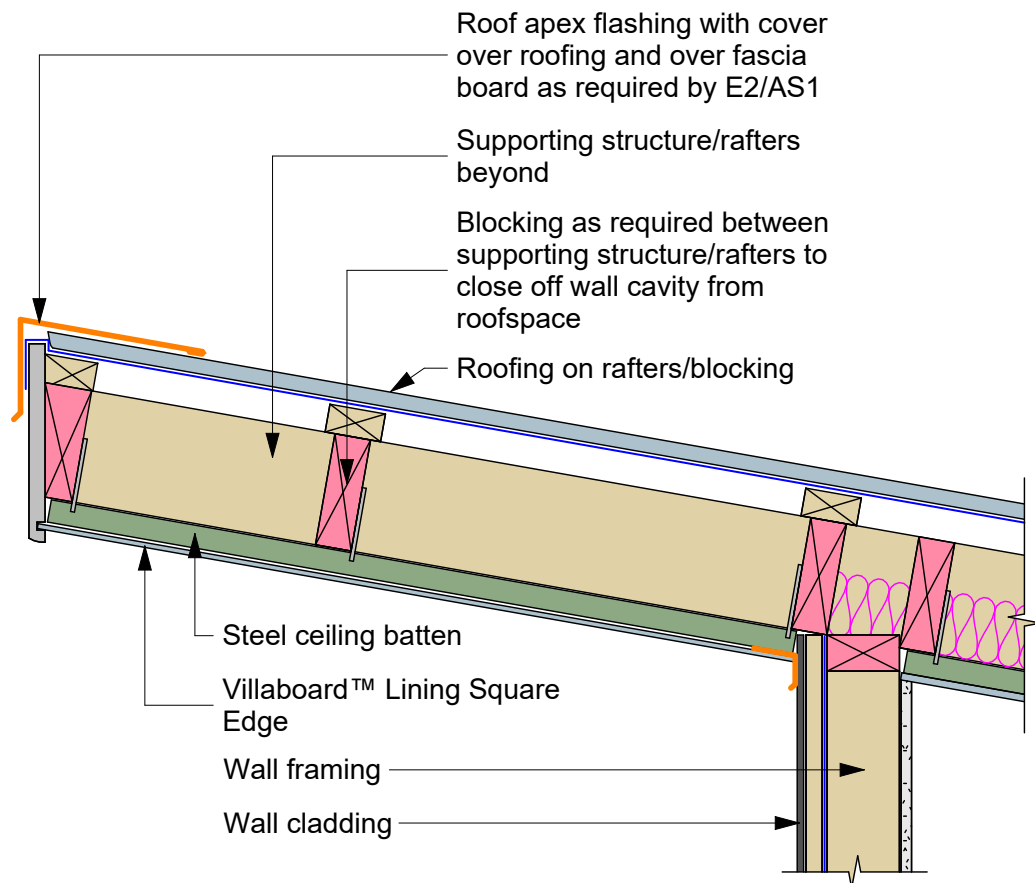 Roof apex flashing with cover
over roofing and over fascia
board as required by E2/AS1
Supporting structure/rafters
beyond
Blocking as required between
supporting structure/rafters to
close off wall cavity from
roofspace
Roofing on rafters/blocking
Steel ceiling batten
Villaboard™ Lining Square
Edge
Wall framing
Wall cladding